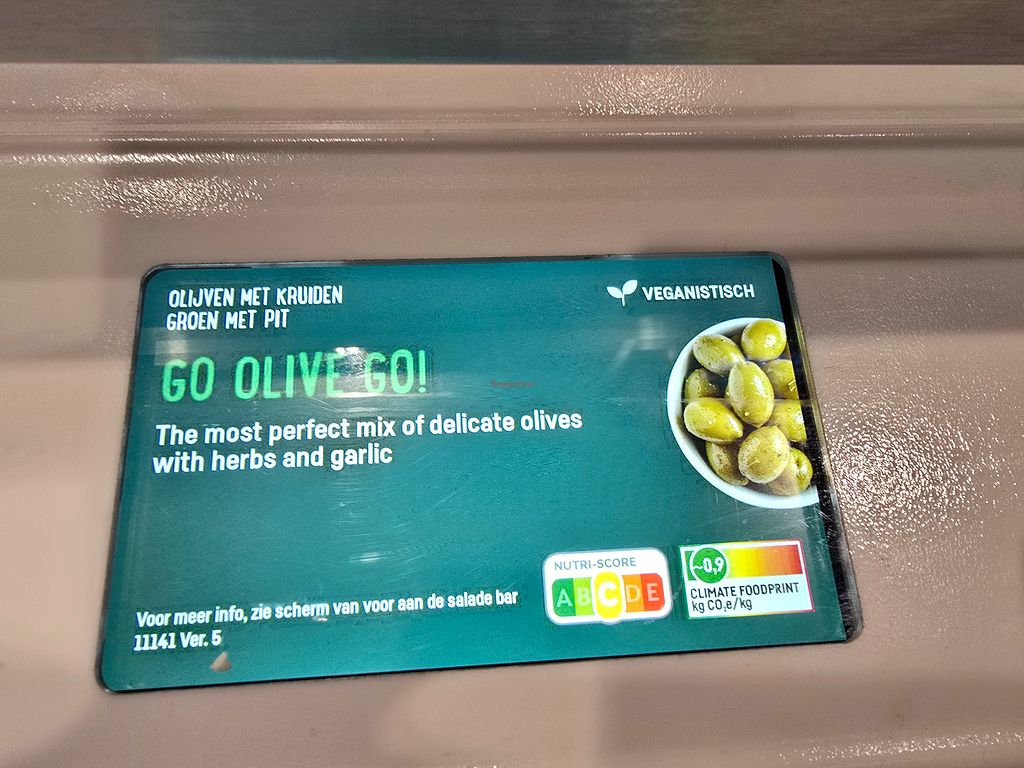 OLIJVEN MET KRUIDEN
GROEN MET PIT
VEGANISTISCH
GO OLIVE GO!
The most perfect mix of delicate olives
with herbs and garlic
NUTRI-SCORE
A B C D E
~0,9
CLIMATE FOODPRINT
kg CO₂e/kg
Voor meer info, zie scherm van voor aan de salade bar
11141 Ver. 5